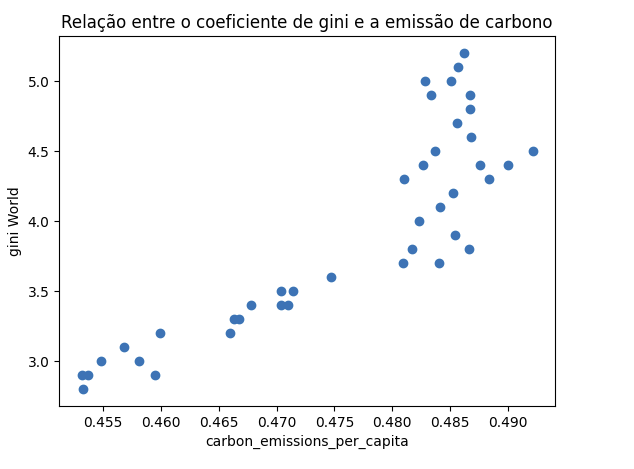 Relação entre o coeficiente de gini e a emissão de carbono
5.0
4.5
4.0
3.5
3.0
gini World
0.455 0.460 0.465 0.470 0.475 0.480 0.485 0.490
carbon_emissions_per_capita